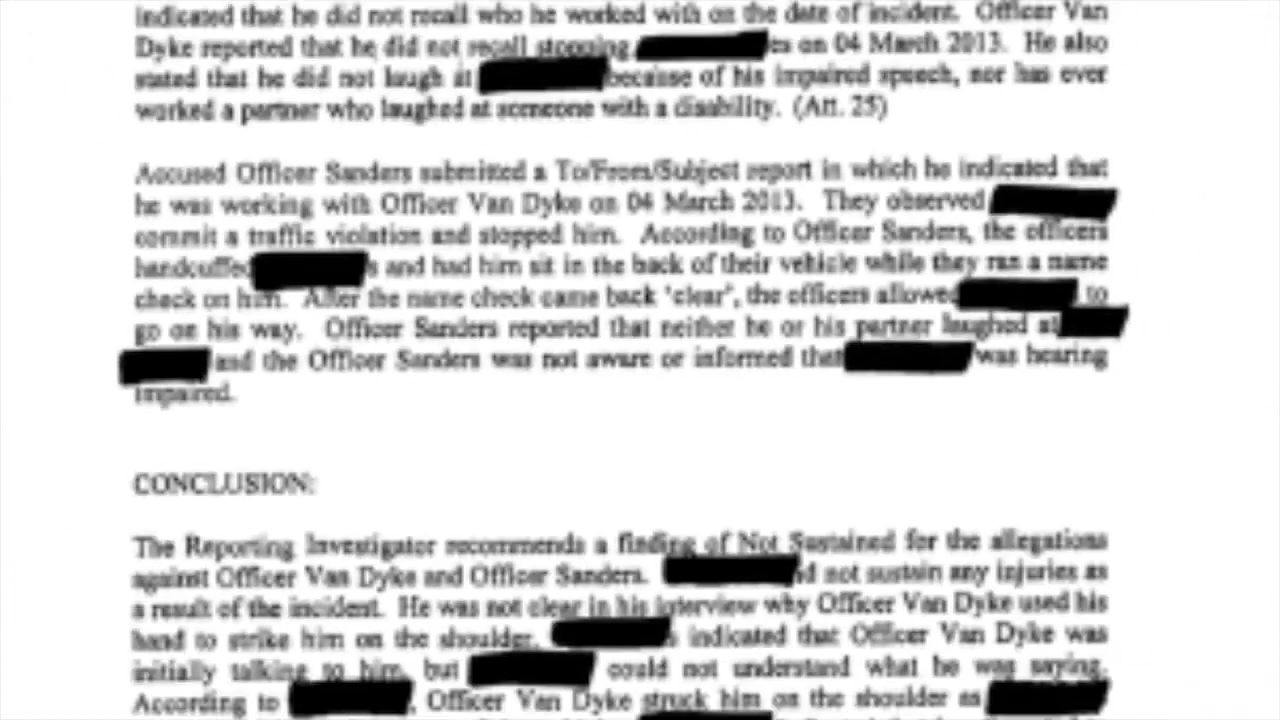 indicated that he did not recall who he worked with on the date of incident. Officer Van
Dyke reported that he did not recall stopping es on 04 March 2013. He also
stated that he did not laugh at because of his impaired speech, nor has ever
worked a partner who laughed at someone with a disability. (Att. 25)
Accused Officer Sanders submitted a To/From/Subject report in which he indicated that
he was working with Officer Van Dyke on 04 March 2013. They observed
commit a traffic violation and stopped him. According to Officer Sanders, the officers
handcuffed s and had him sit in the back of their vehicle while they ran a name
check on him. After the name check came back 'clear', the officers allowed to
go on his way. Officer Sanders reported that neither he or his partner laughed at
and the Officer Sanders was not aware or informed that was hearing
impaired.
CONCLUSION:
The Reporting Investigator recommends a finding of Not Sustained for the allegations
against Officer Van Dyke and Officer Sanders. d not sustain any injuries as
a result of the incident. He was not clear in his interview why Officer Van Dyke used his
hand to strike him on the shoulder. s indicated that Officer Van Dyke was
initially talking to him, but could not understand what he was saying.
According to , Officer Van Dyke struck him on the shoulder as